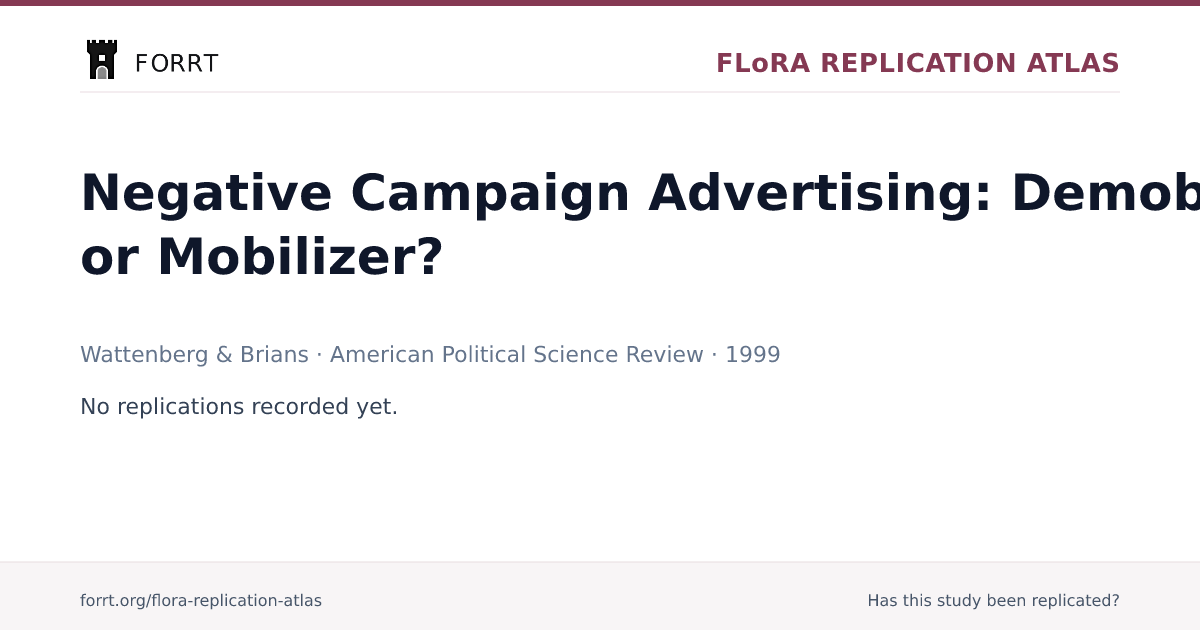 FORRT
FLoRA REPLICATION ATLAS
Negative Campaign Advertising: Demob
or Mobilizer?
Wattenberg & Brians · American Political Science Review · 1999
No replications recorded yet.
forrt.org/flora-replication-atlas
Has this study been replicated?